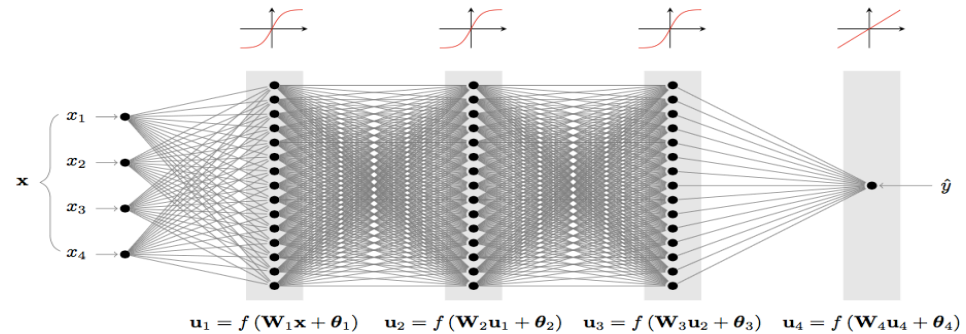 x₁
x₂
x
x₃
x₄
ŷ
u₁ = f (W₁x + θ₁) u₂ = f (W₂u₁ + θ₂) u₃ = f (W₃u₂ + θ₃) u₄ = f (W₄u₄ + θ₄)